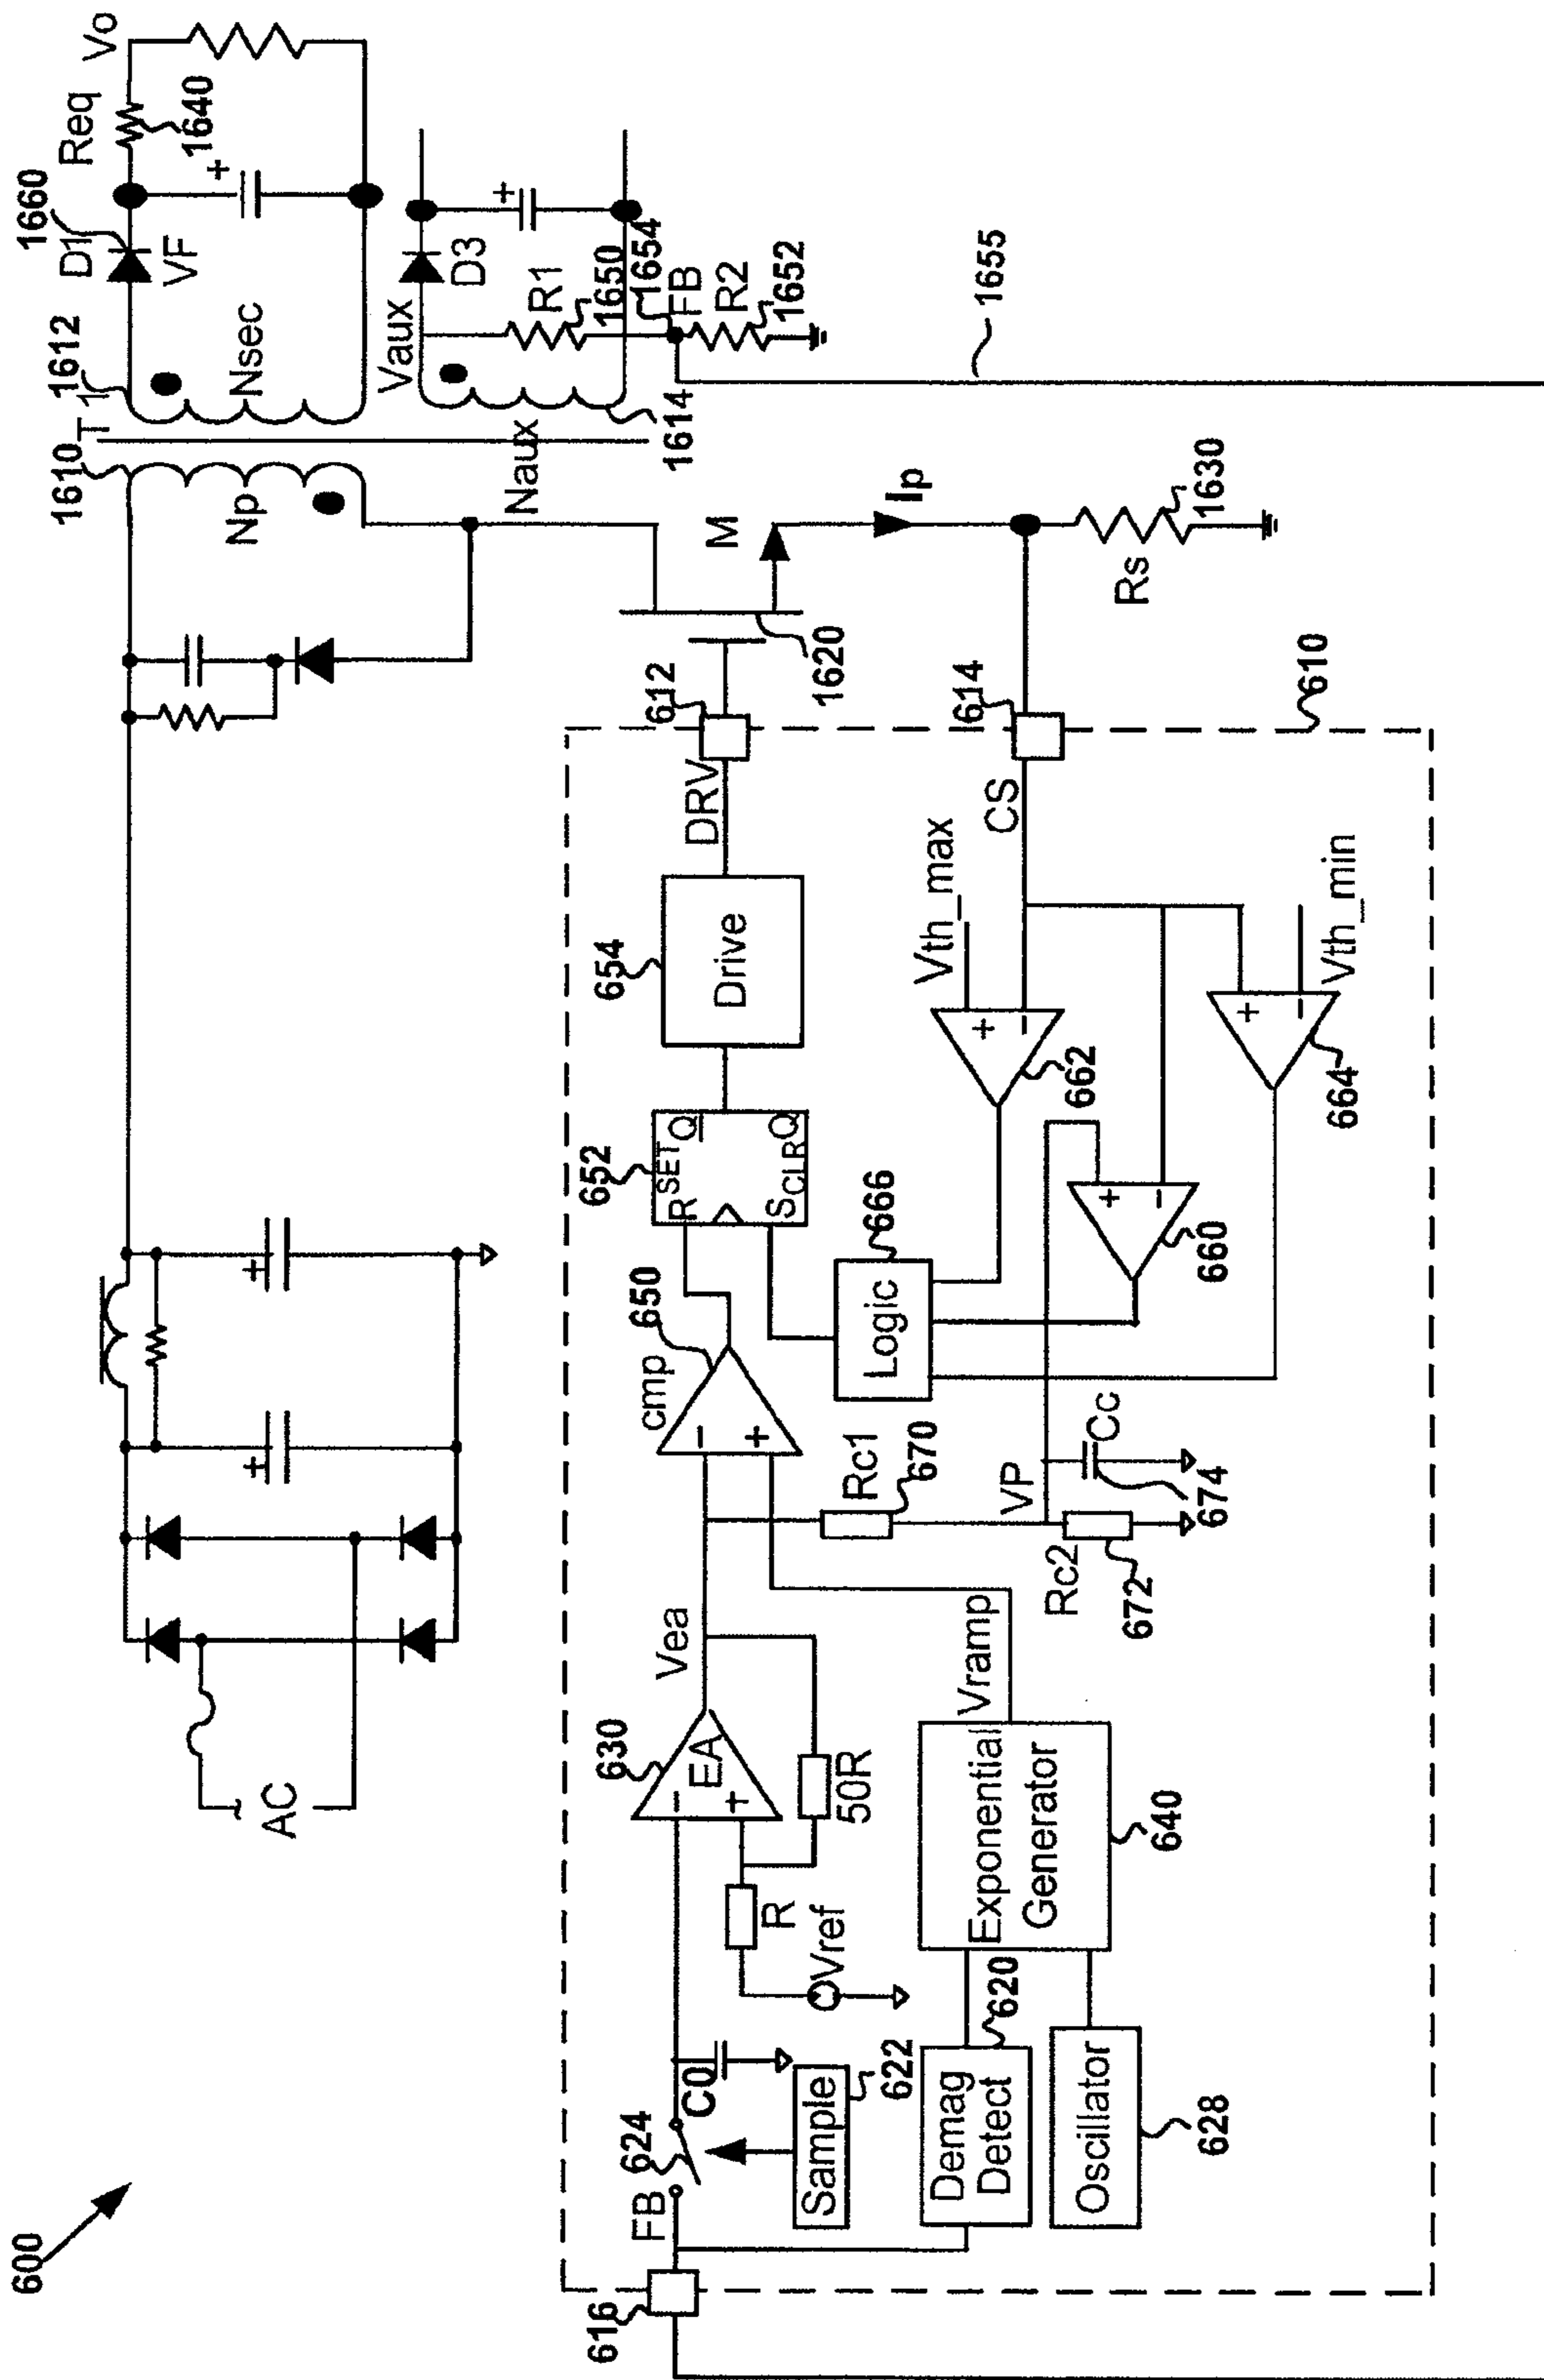 600
AC
1610
T1
1612
Np
Nsec
1660
D1
VF
Req
1640
Vo
Naux
1614
Vaux
D3
R1
1650
1654
FB
R2
1652
1655
M
1620
Ip
Rs
1630
610
612
DRV
654
Drive
652
R
SET
Q
S
CLR
Q
614
CS
Vth_max
662
Vth_min
664
660
+
-
666
Logic
650
cmp
Rc1
670
VP
Cc
674
Rc2
672
Vea
630
EA
50R
R
Vref
Vramp
Exponential
Generator
640
616
FB
624
C0
Sample
622
Demag
Detect
620
Oscillator
628